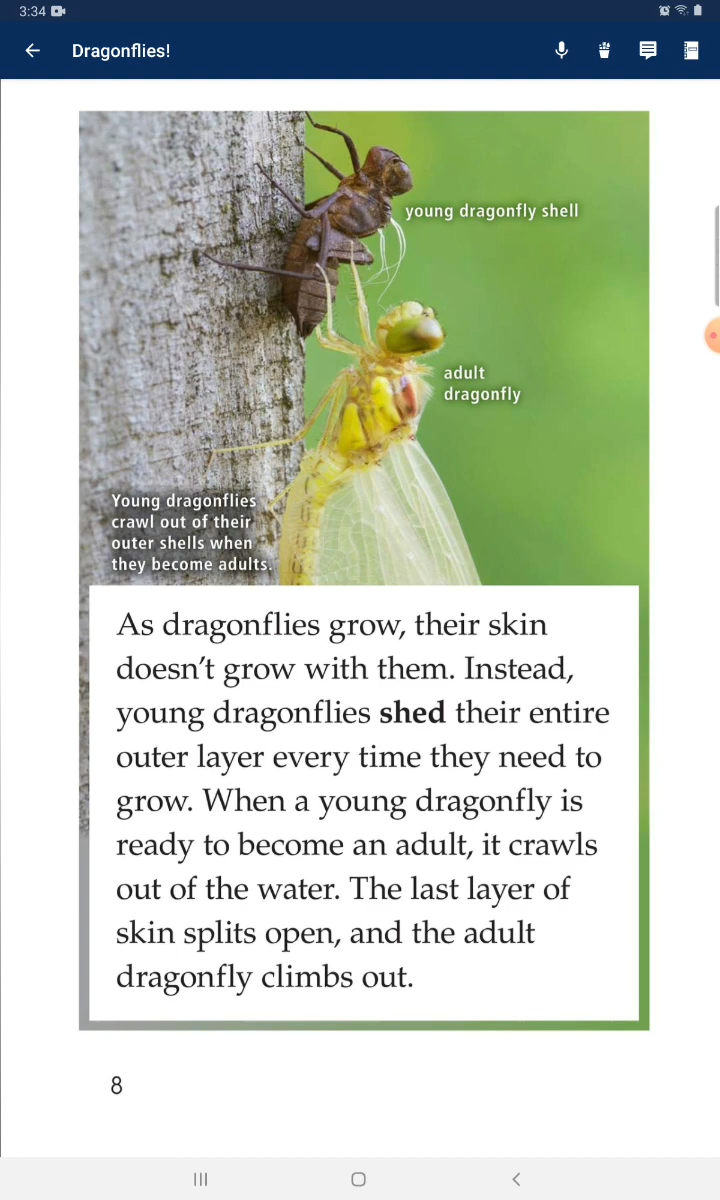 3:34
Dragonflies!
young dragonfly shell
adult
dragonfly
Young dragonflies
crawl out of their
outer shells when
they become adults.
As dragonflies grow, their skin
doesn’t grow with them. Instead,
young dragonflies shed their entire
outer layer every time they need to
grow. When a young dragonfly is
ready to become an adult, it crawls
out of the water. The last layer of
skin splits open, and the adult
dragonfly climbs out.
8